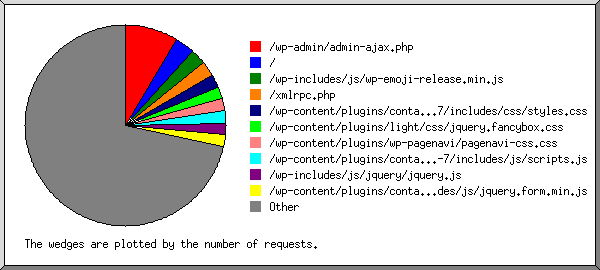 /wp-admin/admin-ajax.php
/
/wp-includes/js/wp-emoji-release.min.js
/xmlrpc.php
/wp-content/plugins/conta...7/includes/css/styles.css
/wp-content/plugins/light/css/jquery.fancybox.css
/wp-content/plugins/wp-pagenavi/pagenavi-css.css
/wp-content/plugins/conta...-7/includes/js/scripts.js
/wp-includes/js/jquery/jquery.js
/wp-content/plugins/conta...des/js/jquery.form.min.js
Other
The wedges are plotted by the number of requests.